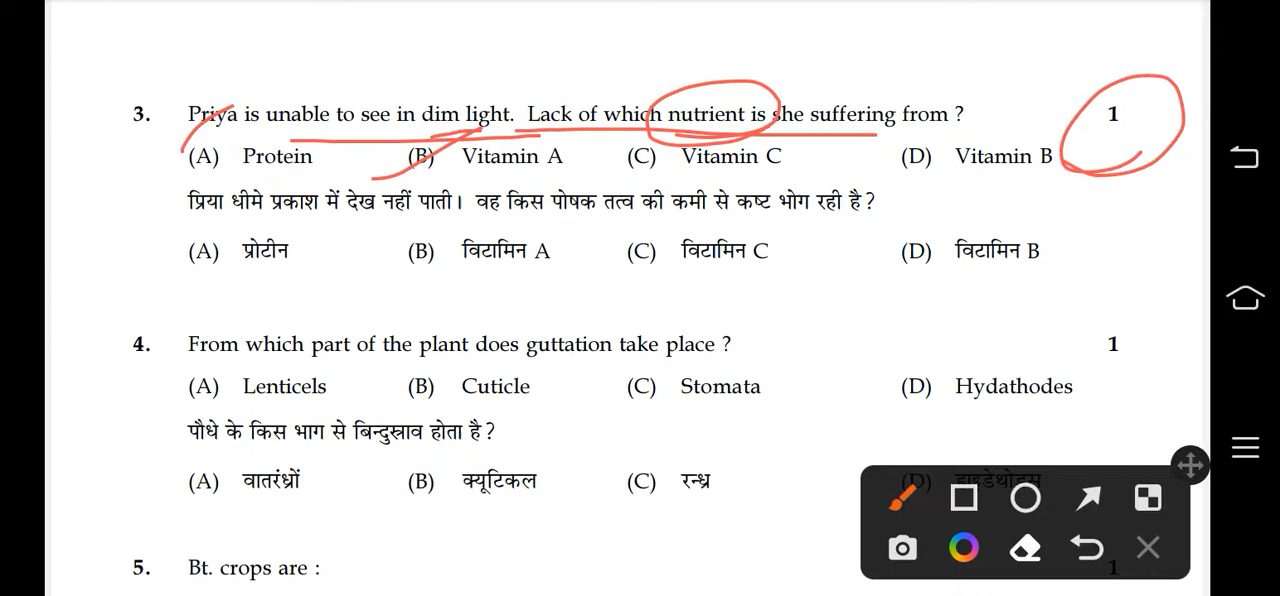 3. Priya is unable to see in dim light. Lack of which nutrient is she suffering from ? 1
(A) Protein (B) Vitamin A (C) Vitamin C (D) Vitamin B
प्रिया धीमे प्रकाश में देख नहीं पाती। वह किस पोषक तत्व की कमी से कष्ट भोग रही है ?
(A) प्रोटीन (B) विटामिन A (C) विटामिन C (D) विटामिन B
4. From which part of the plant does guttation take place ? 1
(A) Lenticels (B) Cuticle (C) Stomata (D) Hydathodes
पौधे के किस भाग से बिन्दुस्राव होता है ?
(A) वातरंध्रों (B) क्यूटिकल (C) रन्ध्र (D) हाइडेथोड्स
5. Bt. crops are : 1